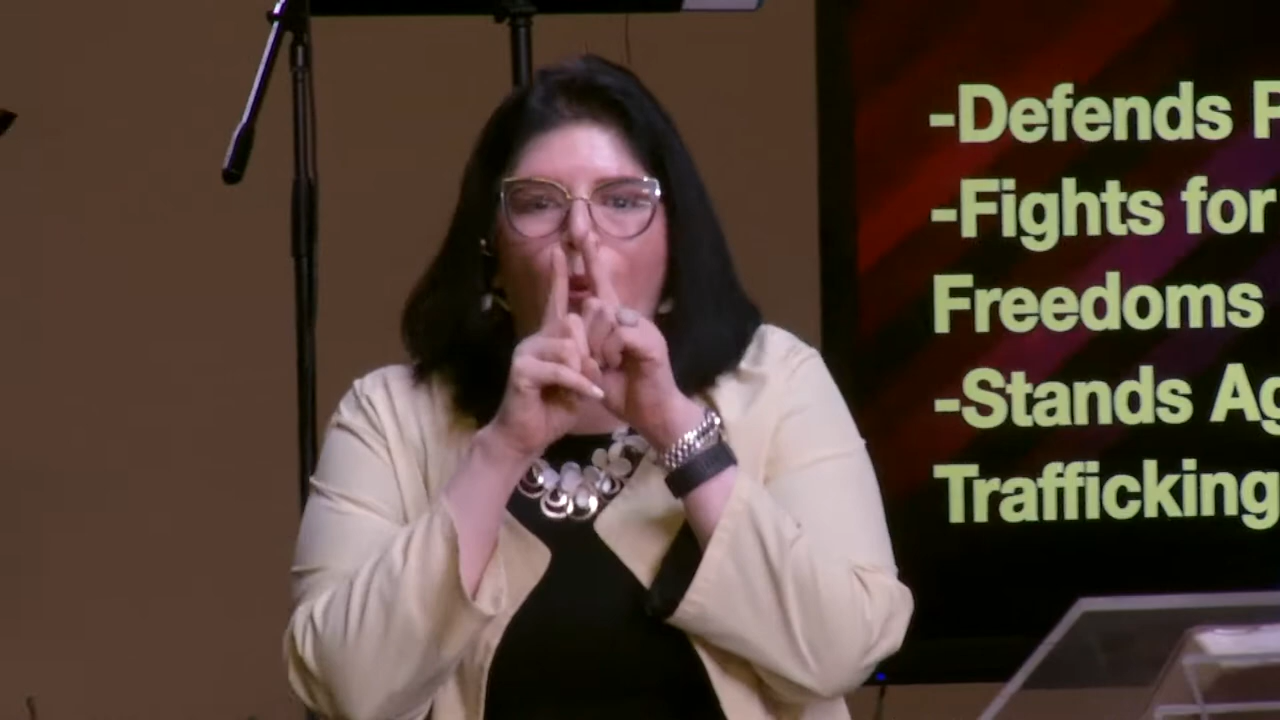 -Defends
-Fights for
Freedoms
-Stands
Trafficking